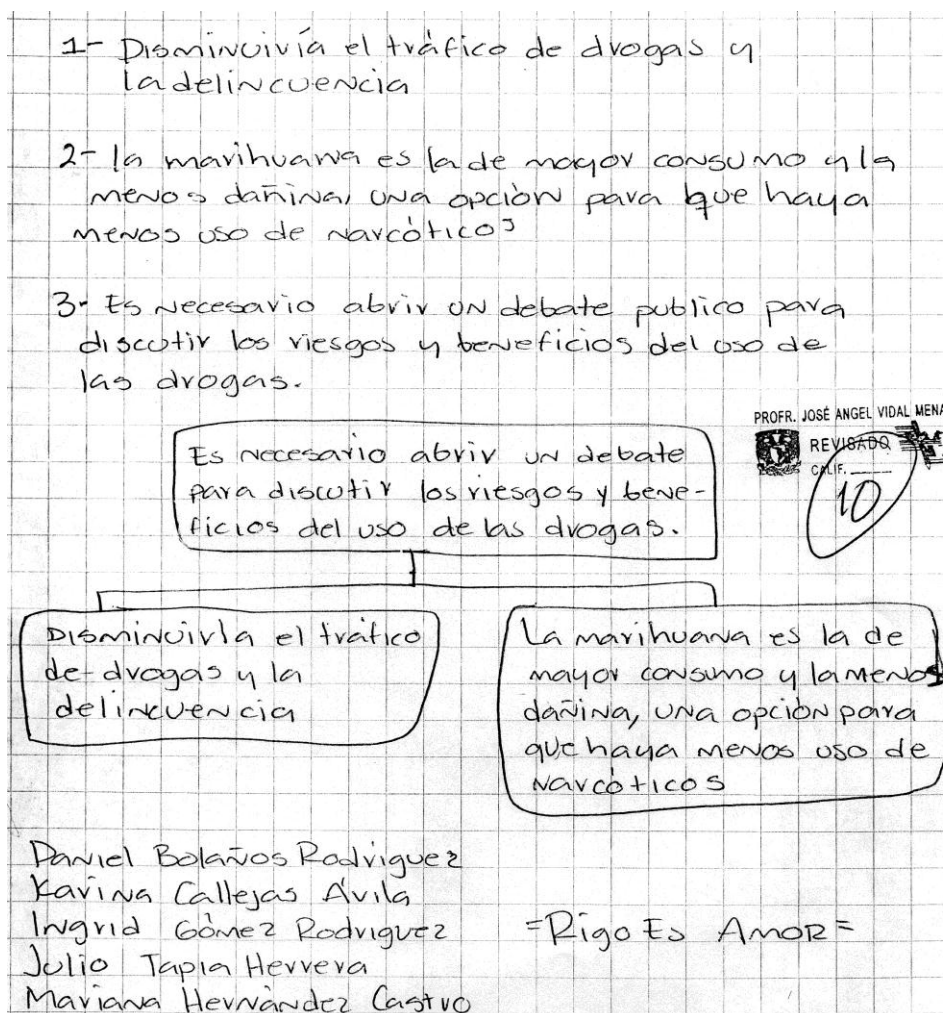 1- Disminuiría el tráfico de drogas y
la delincuencia
2- la marihuana es la de mayor consumo y la
menos dañina, una opción para que haya
menos uso de narcóticos
3- Es necesario abrir un debate publico para
discutir los riesgos y beneficios del uso de
las drogas.
PROFR. JOSÉ ANGEL VIDAL MENA
REVISADO
CALIF.
10
Es necesario abrir un debate
para discutir los riesgos y bene-
ficios del uso de las drogas.
Disminuiría el tráfico
de drogas y la
delincuencia
La marihuana es la de
mayor consumo y la menos
dañina, una opción para
que haya menos uso de
narcóticos
Daniel Bolaños Rodriguez
Karina Callejas Ávila
Ingrid Gómez Rodriguez
=Rigo Es AmoR=
Julio Tapia Herrera
Mariana Hernández Castro